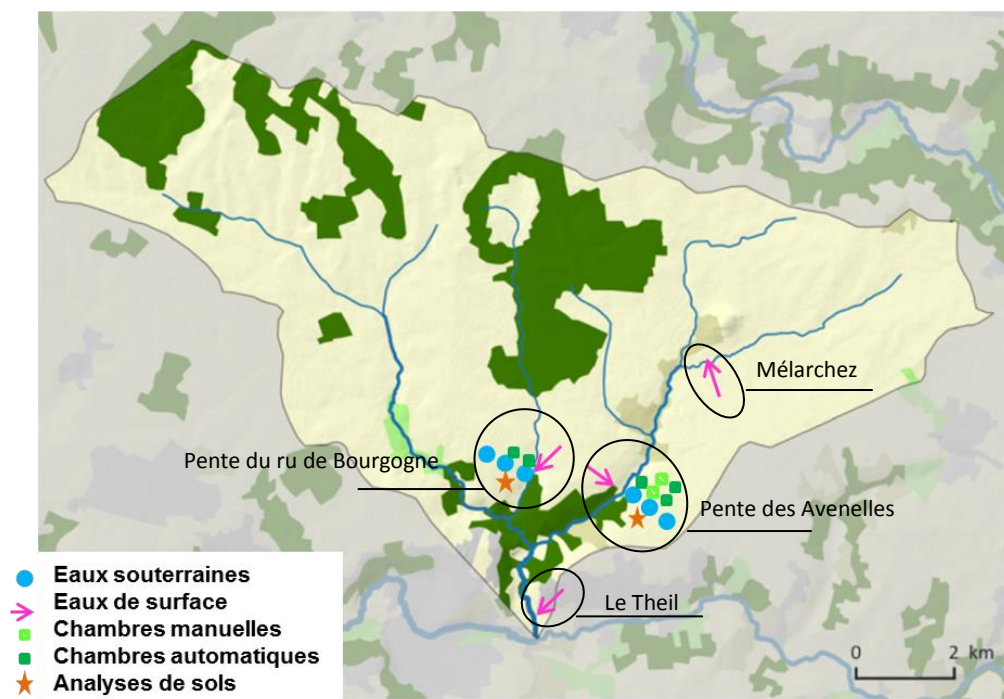 Mélarchez
Pente du ru de Bourgogne
Pente des Avenelles
Le Theil
Eaux souterraines
Eaux de surface
Chambres manuelles
Chambres automatiques
Analyses de sols
0 2 km